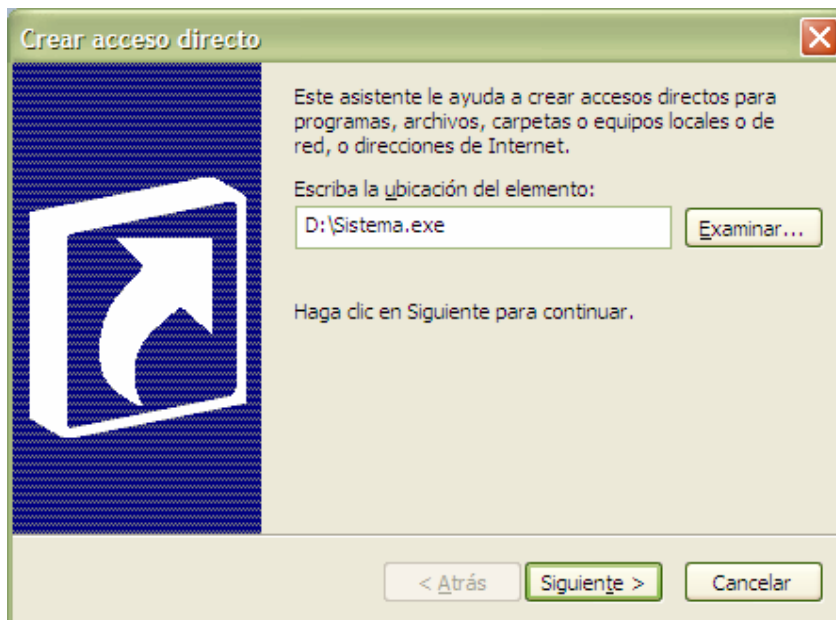 Crear acceso directo
Este asistente le ayuda a crear accesos directos para
programas, archivos, carpetas o equipos locales o de
red, o direcciones de Internet.
Escriba la ubicación del elemento:
D:\Sistema.exe
Examinar...
Haga clic en Siguiente para continuar.
< Atrás
Siguiente >
Cancelar